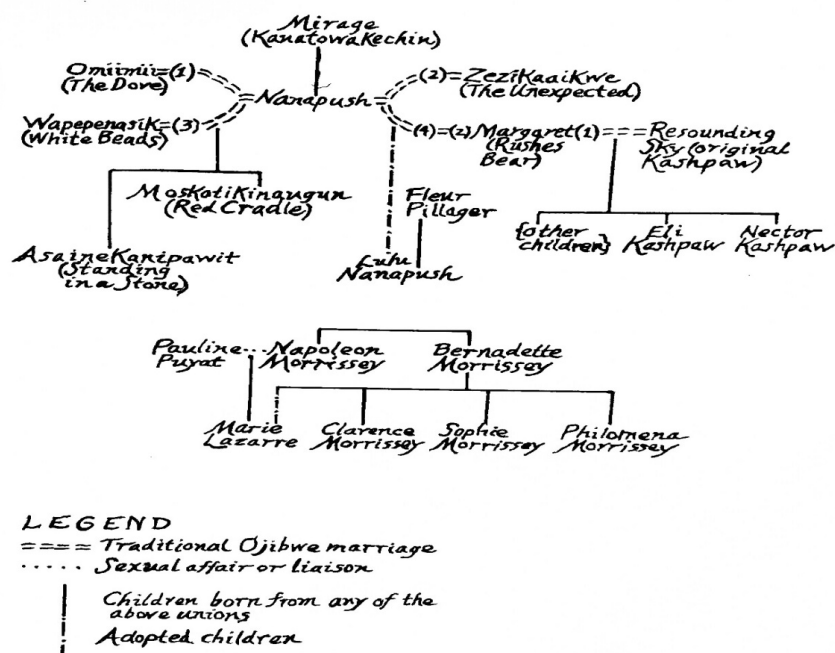 Mirage
(Kanatowakechin)
Omiimii=(1)
(The Dove)
(2)=Zezikaaikwe
(The Unexpected)
=Nanapush=
Wapepenasik=(3)
(White Beads)
(4)=(2)Margaret(1)===Resounding
(Rushes Sky (original
Bear) Kashpaw)
Moskatikinaugun
(Red Cradle)
Fleur
Pillager
{other Eli Nector
children} Kashpaw Kashpaw
Asainekanipawit
(Standing
in a Stone)
Lulu
Nanapush
Pauline...Napoleon Bernadette
Puyat Morrissey Morrissey
Marie Clarence Sophie Philomena
Lazarre Morrissey Morrissey Morrissey
LEGEND
==== Traditional Ojibwe marriage
..... Sexual affair or liaison
Children born from any of the
above unions
Adopted children